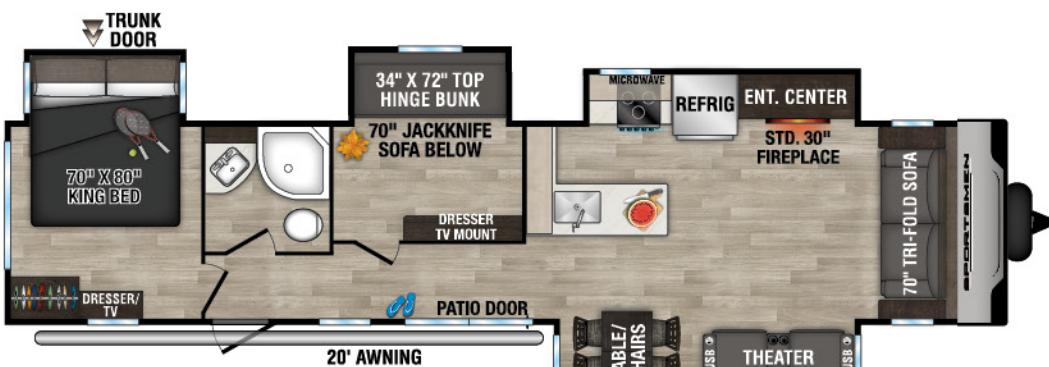 TRUNK
DOOR
70" X 80"
KING BED
DRESSER/
TV
34" X 72" TOP
HINGE BUNK
70" JACKKNIFE
SOFA BELOW
DRESSER
TV MOUNT
PATIO DOOR
20' AWNING
MICROWAVE
REFRIG
ENT. CENTER
STD. 30"
FIREPLACE
70" TRI-FOLD SOFA
SPORTSMEN
USB
THEATER
USB